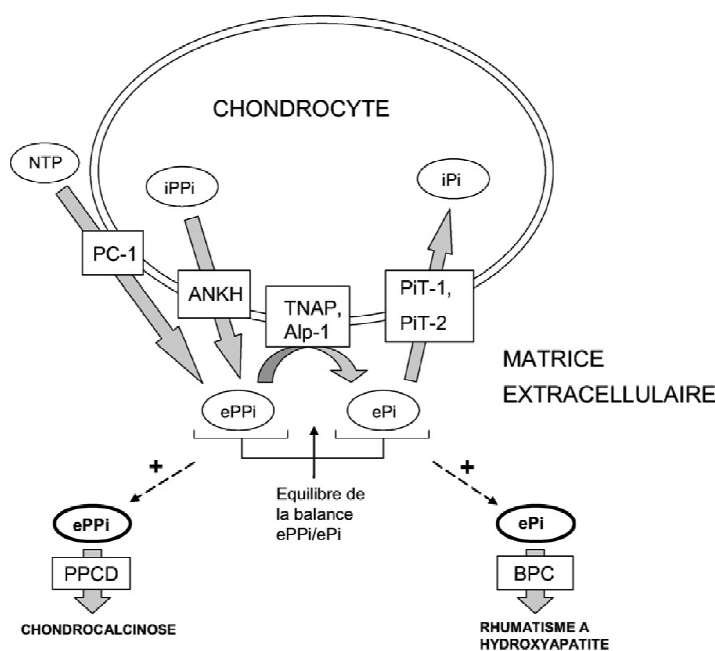 CHONDROCYTE
NTP
iPPi
iPi
PC-1
ANKH
TNAP,
Alp-1
PiT-1,
PiT-2
MATRICE
EXTRACELLULAIRE
ePPi
ePi
+
+
Equilibre de
la balance
ePPi/ePi
ePPi
ePi
PPCD
BPC
CHONDROCALCINOSE
RHUMATISME A
HYDROXYAPATITE